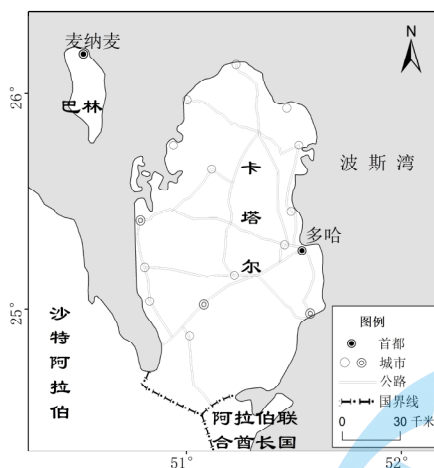 麦纳麦
巴林
26°
波斯湾
卡塔尔
多哈
25°
沙特阿拉伯
阿拉伯联
合酋长国
图例
首都
城市
公路
国界线
0 30 千米
51° 52°